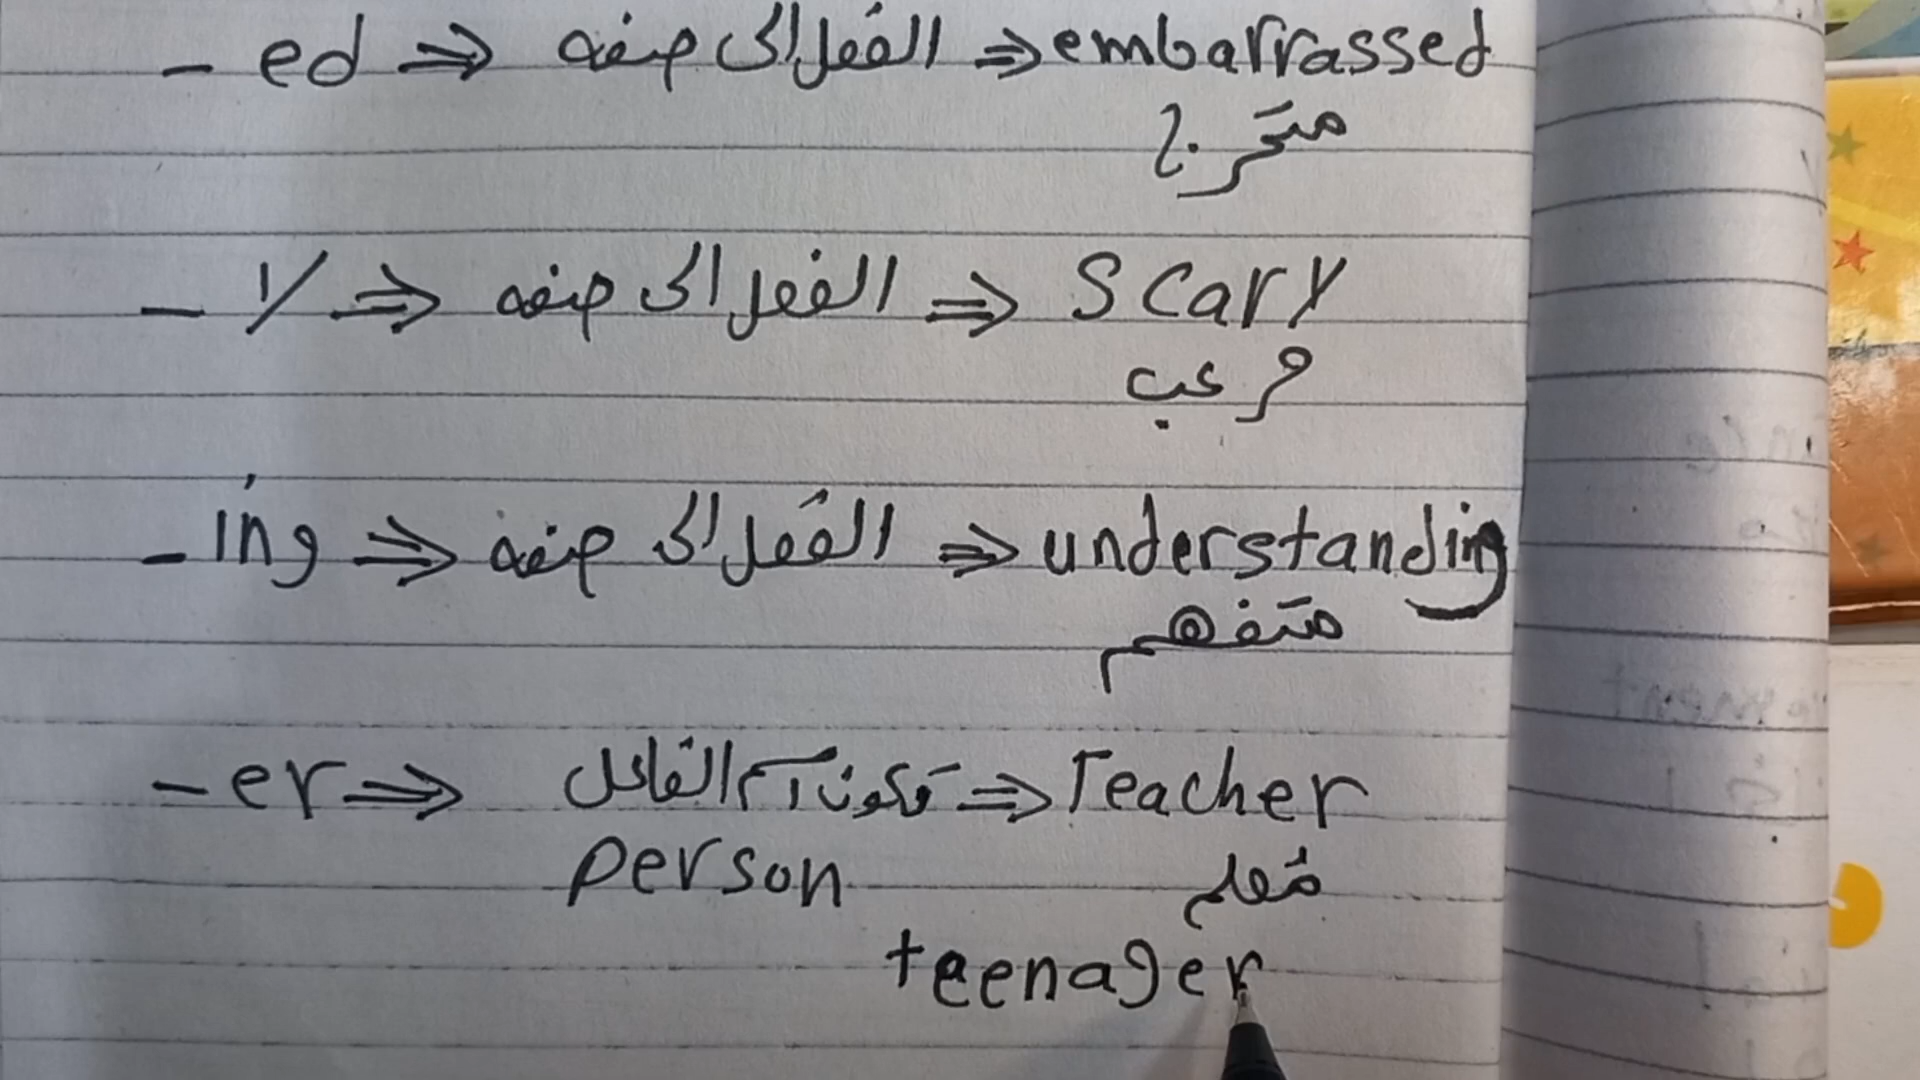 - ed ⇒ الفعل الى صفه ⇒ embarrassed
متحرج
- y ⇒ الفعل الى صفه ⇒ Scary
مرعب
- ing ⇒ الفعل الى صفه ⇒ understanding
متفهم
- er ⇒ تكون اسم الفاعل ⇒ Teacher
person معلم
teenager